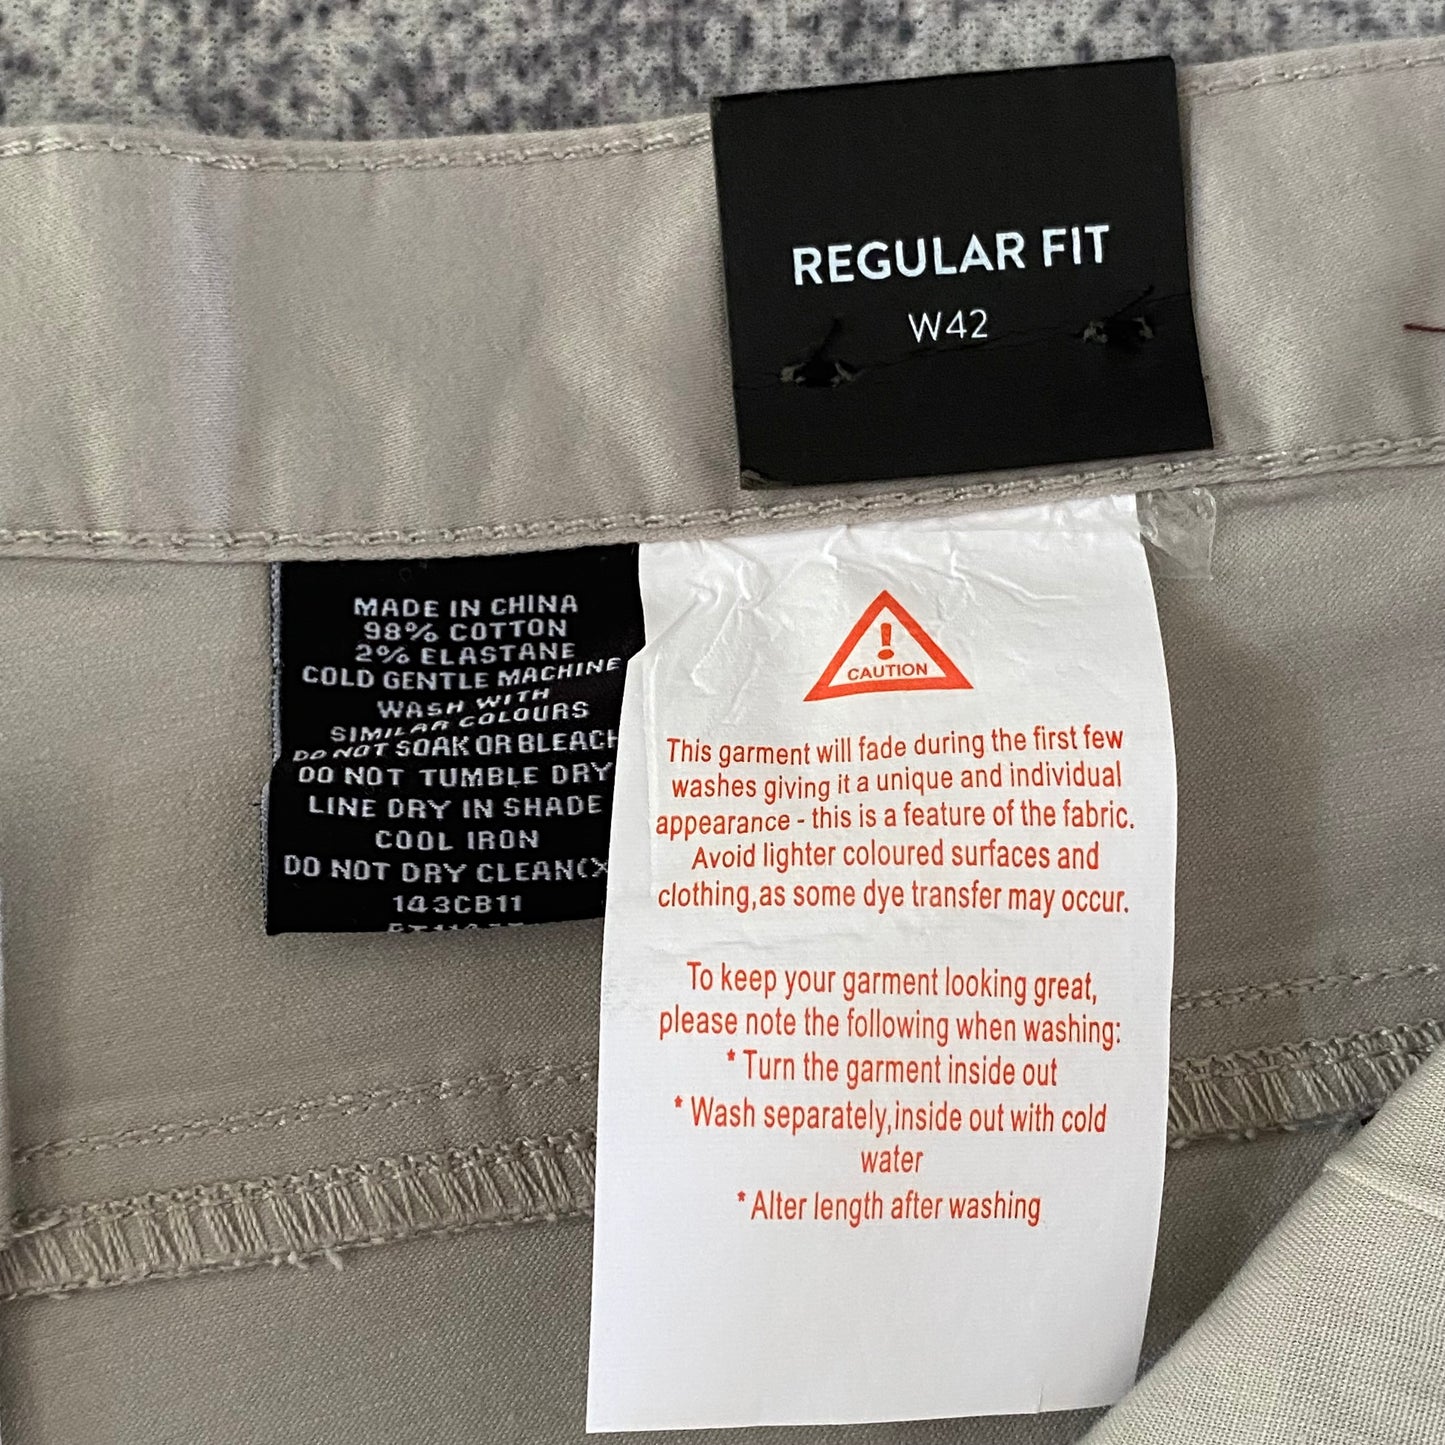 REGULAR FIT
W42
MADE IN CHINA
98% COTTON
2% ELASTANE
COLD GENTLE MACHINE
WASH WITH
SIMILAR COLOURS
DO NOT SOAK OR BLEACH
DO NOT TUMBLE DRY
LINE DRY IN SHADE
COOL IRON
DO NOT DRY CLEAN(X
143CB11
CAUTION
This garment will fade during the first few
washes giving it a unique and individual
appearance - this is a feature of the fabric.
Avoid lighter coloured surfaces and
clothing,as some dye transfer may occur.
To keep your garment looking great,
please note the following when washing:
* Turn the garment inside out
* Wash separately,inside out with cold
water
* Alter length after washing